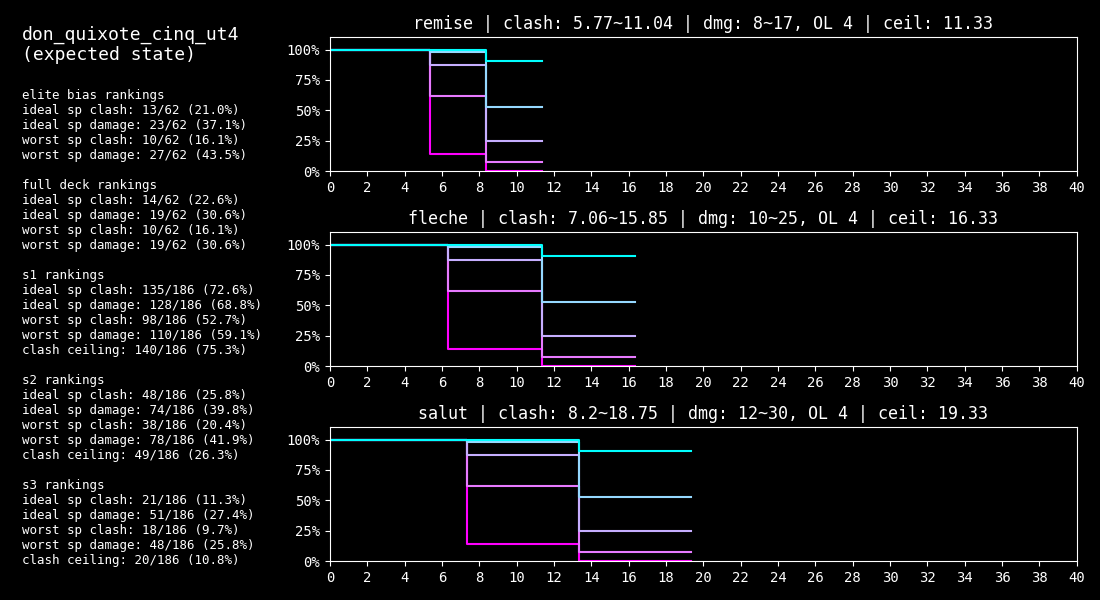 don_quixote_cinq_ut4
(expected state)
elite bias rankings
ideal sp clash: 13/62 (21.0%)
ideal sp damage: 23/62 (37.1%)
worst sp clash: 10/62 (16.1%)
worst sp damage: 27/62 (43.5%)
full deck rankings
ideal sp clash: 14/62 (22.6%)
ideal sp damage: 19/62 (30.6%)
worst sp clash: 10/62 (16.1%)
worst sp damage: 19/62 (30.6%)
s1 rankings
ideal sp clash: 135/186 (72.6%)
ideal sp damage: 128/186 (68.8%)
worst sp clash: 98/186 (52.7%)
worst sp damage: 110/186 (59.1%)
clash ceiling: 140/186 (75.3%)
s2 rankings
ideal sp clash: 48/186 (25.8%)
ideal sp damage: 74/186 (39.8%)
worst sp clash: 38/186 (20.4%)
worst sp damage: 78/186 (41.9%)
clash ceiling: 49/186 (26.3%)
s3 rankings
ideal sp clash: 21/186 (11.3%)
ideal sp damage: 51/186 (27.4%)
worst sp clash: 18/186 (9.7%)
worst sp damage: 48/186 (25.8%)
clash ceiling: 20/186 (10.8%)
remise | clash: 5.77~11.04 | dmg: 8~17, OL 4 | ceil: 11.33
100%
75%
50%
25%
0%
0 2 4 6 8 10 12 14 16 18 20 22 24 26 28 30 32 34 36 38 40
fleche | clash: 7.06~15.85 | dmg: 10~25, OL 4 | ceil: 16.33
100%
75%
50%
25%
0%
0 2 4 6 8 10 12 14 16 18 20 22 24 26 28 30 32 34 36 38 40
salut | clash: 8.2~18.75 | dmg: 12~30, OL 4 | ceil: 19.33
100%
75%
50%
25%
0%
0 2 4 6 8 10 12 14 16 18 20 22 24 26 28 30 32 34 36 38 40